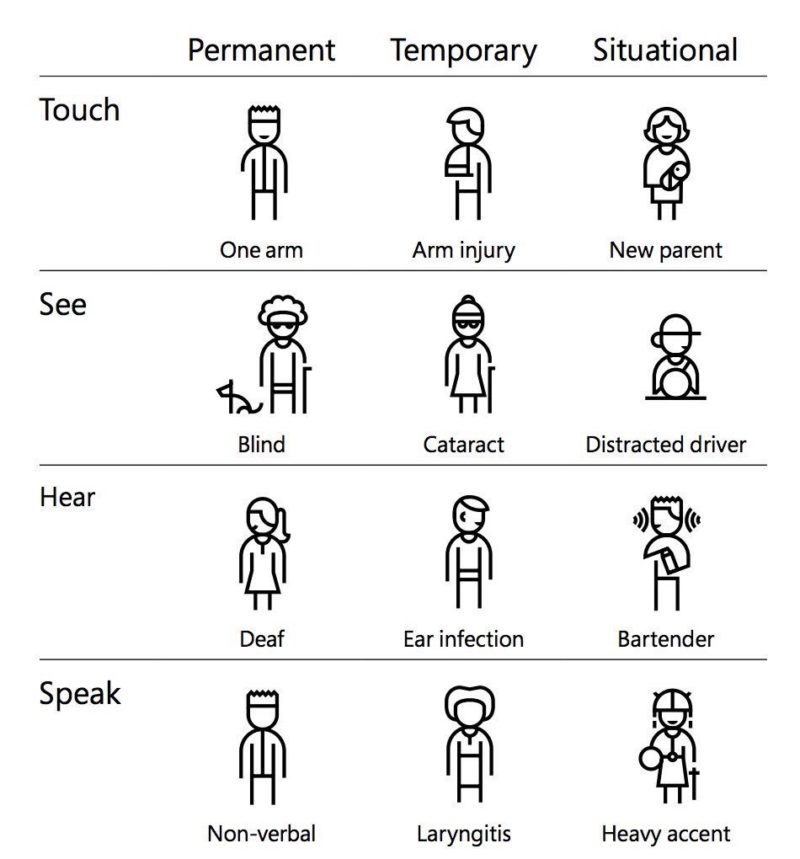 Permanent Temporary Situational
Touch
One arm Arm injury New parent
See
Blind Cataract Distracted driver
Hear
Deaf Ear infection Bartender
Speak
Non-verbal Laryngitis Heavy accent